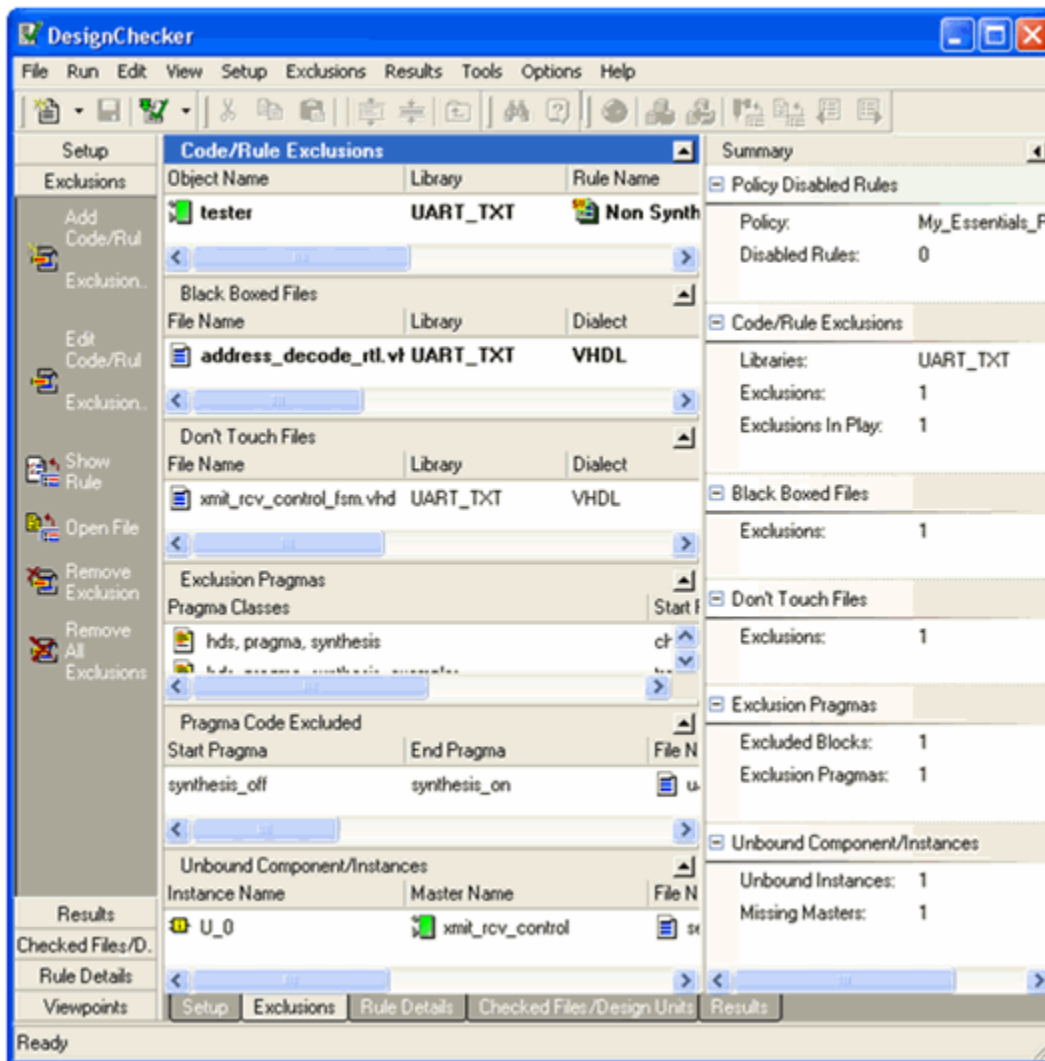 DesignChecker
File Run Edit View Setup Exclusions Results Tools Options Help
Setup
Exclusions
Add
Code/Rul
Exclusion..
Edit
Code/Rul
Exclusion..
Show
Rule
Open File
Remove
Exclusion
Remove
All
Exclusions
Results
Checked Files/D.
Rule Details
Viewpoints
Code/Rule Exclusions
Object Name Library Rule Name
tester UART_TXT Non Synth
Black Boxed Files
File Name Library Dialect
address_decode_rtl.vh UART_TXT VHDL
Don't Touch Files
File Name Library Dialect
xmit_rcv_control_fsm.vhd UART_TXT VHDL
Exclusion Pragmas
Pragma Classes Start
hds, pragma, synthesis
Pragma Code Excluded
Start Pragma End Pragma File N
synthesis_off synthesis_on
Unbound Component/Instances
Instance Name Master Name File N
U_0 xmit_rcv_control se
Setup Exclusions Rule Details Checked Files/Design Units Results
Summary
Policy Disabled Rules
Policy: My_Essentials_P
Disabled Rules: 0
Code/Rule Exclusions
Libraries: UART_TXT
Exclusions: 1
Exclusions In Play: 1
Black Boxed Files
Exclusions: 1
Don't Touch Files
Exclusions: 1
Exclusion Pragmas
Excluded Blocks: 1
Exclusion Pragmas: 1
Unbound Component/Instances
Unbound Instances: 1
Missing Masters: 1
Ready